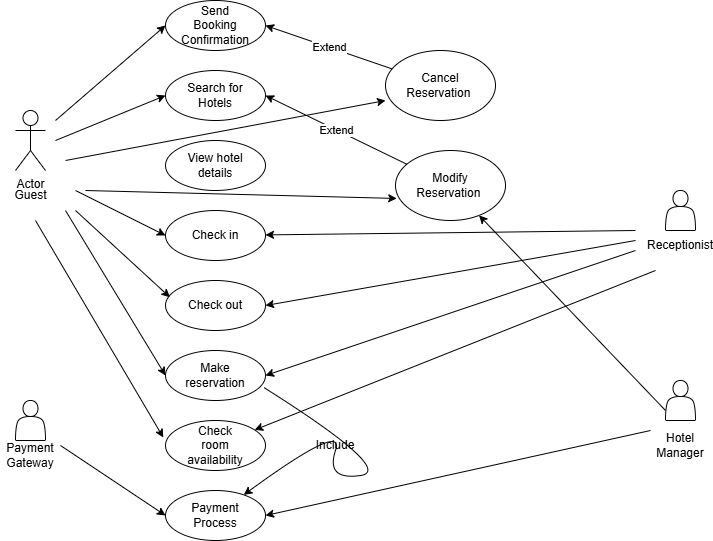 Send
Booking
Confirmation
Extend
Cancel
Reservation
Search for
Hotels
Extend
View hotel
details
Modify
Reservation
Actor
Guest
Check in
Receptionist
Check out
Make
reservation
Check
room
availability
Include
Payment
Gateway
Hotel
Manager
Payment
Process